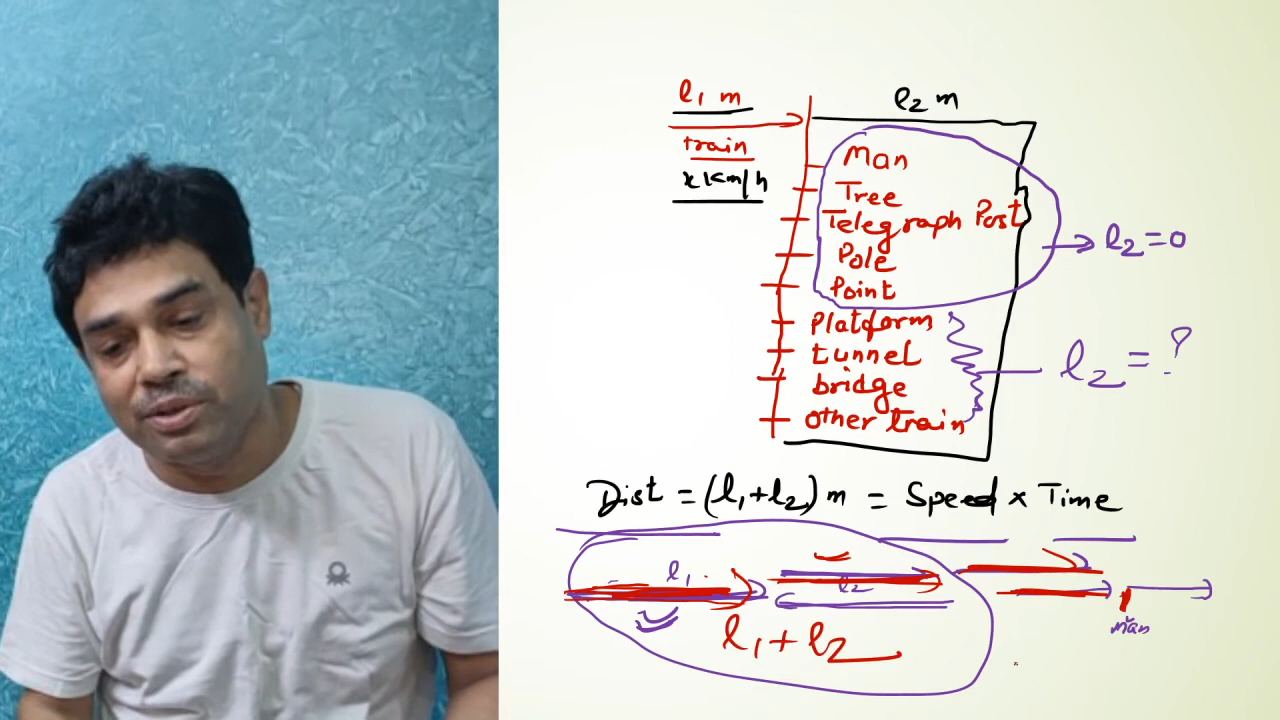 l₁ m
train
x km/h
l₂ m
Man
Tree
Telegraph Post
Pole
Point
→ l₂ = 0
Platform
tunnel
bridge
other train
l₂ = ?
Dist = (l₁ + l₂) m = Speed × Time
l₁
l₂
l₁ + l₂
Man